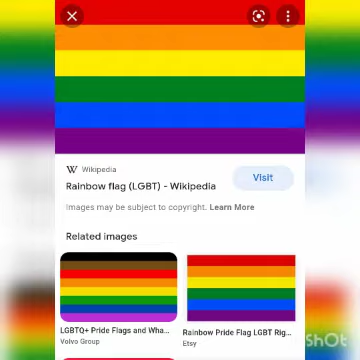 W Wikipedia
Rainbow flag (LGBT) - Wikipedia
Visit
Images may be subject to copyright. Learn More
Related images
LGBTQ+ Pride Flags and Wha...
Volvo Group
Rainbow Pride Flag LGBT Rig...
Etsy